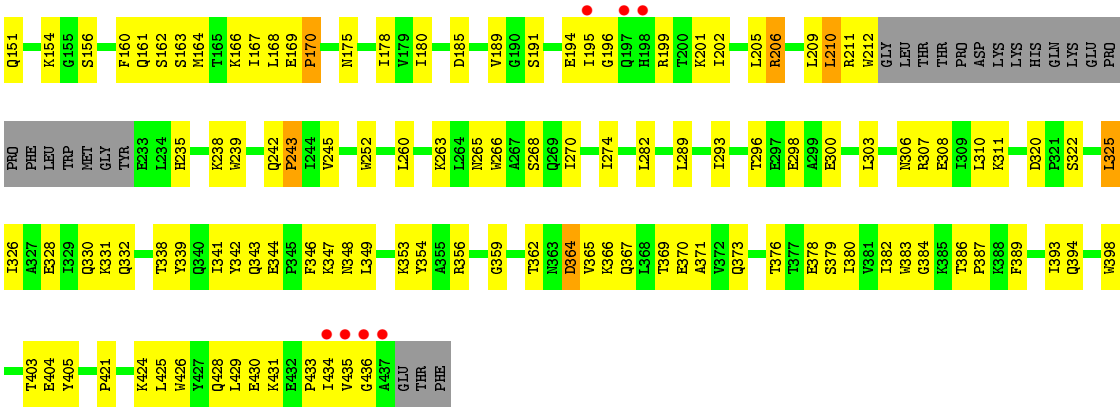 Q151 K154 G155 S156 F160 Q161 S162 S163 M164 T165 K166 I167 L168 E169 P170 N175 I178 V179 I180 D185 V189 G190 S191 E194 I195 G196 Q197 H198 R199 T200 K201 I202 L205 R206 L209 L210 R211 W212 GLY LEU THR THR PRO ASP LYS LYS HIS GLN LYS GLU PRO
PRO PHE LEU TRP MET GLY TYR E233 L234 H235 K238 W239 Q242 P243 I244 V245 W252 L260 K263 L264 N265 W266 A267 S268 Q269 I270 I274 L282 L289 I293 T296 E297 E298 A299 E300 L303 N306 R307 E308 I309 L310 K311 D320 P321 S322 L325
I326 A327 E328 I329 Q330 K331 Q332 T338 Y339 Q340 I341 Y342 Q343 E344 P345 F346 K347 N348 L349 K353 Y354 A355 R356 G359 T362 N363 D364 V365 K366 Q367 L368 T369 E370 A371 V372 Q373 T376 T377 E378 S379 I380 V381 I382 W383 G384 K385 T386 P387 K388 F389 I393 Q394 W398
T403 E404 Y405 P421 K424 L425 W426 Y427 Q428 L429 E430 K431 E432 P433 I434 V435 G436 A437 GLU THR PHE